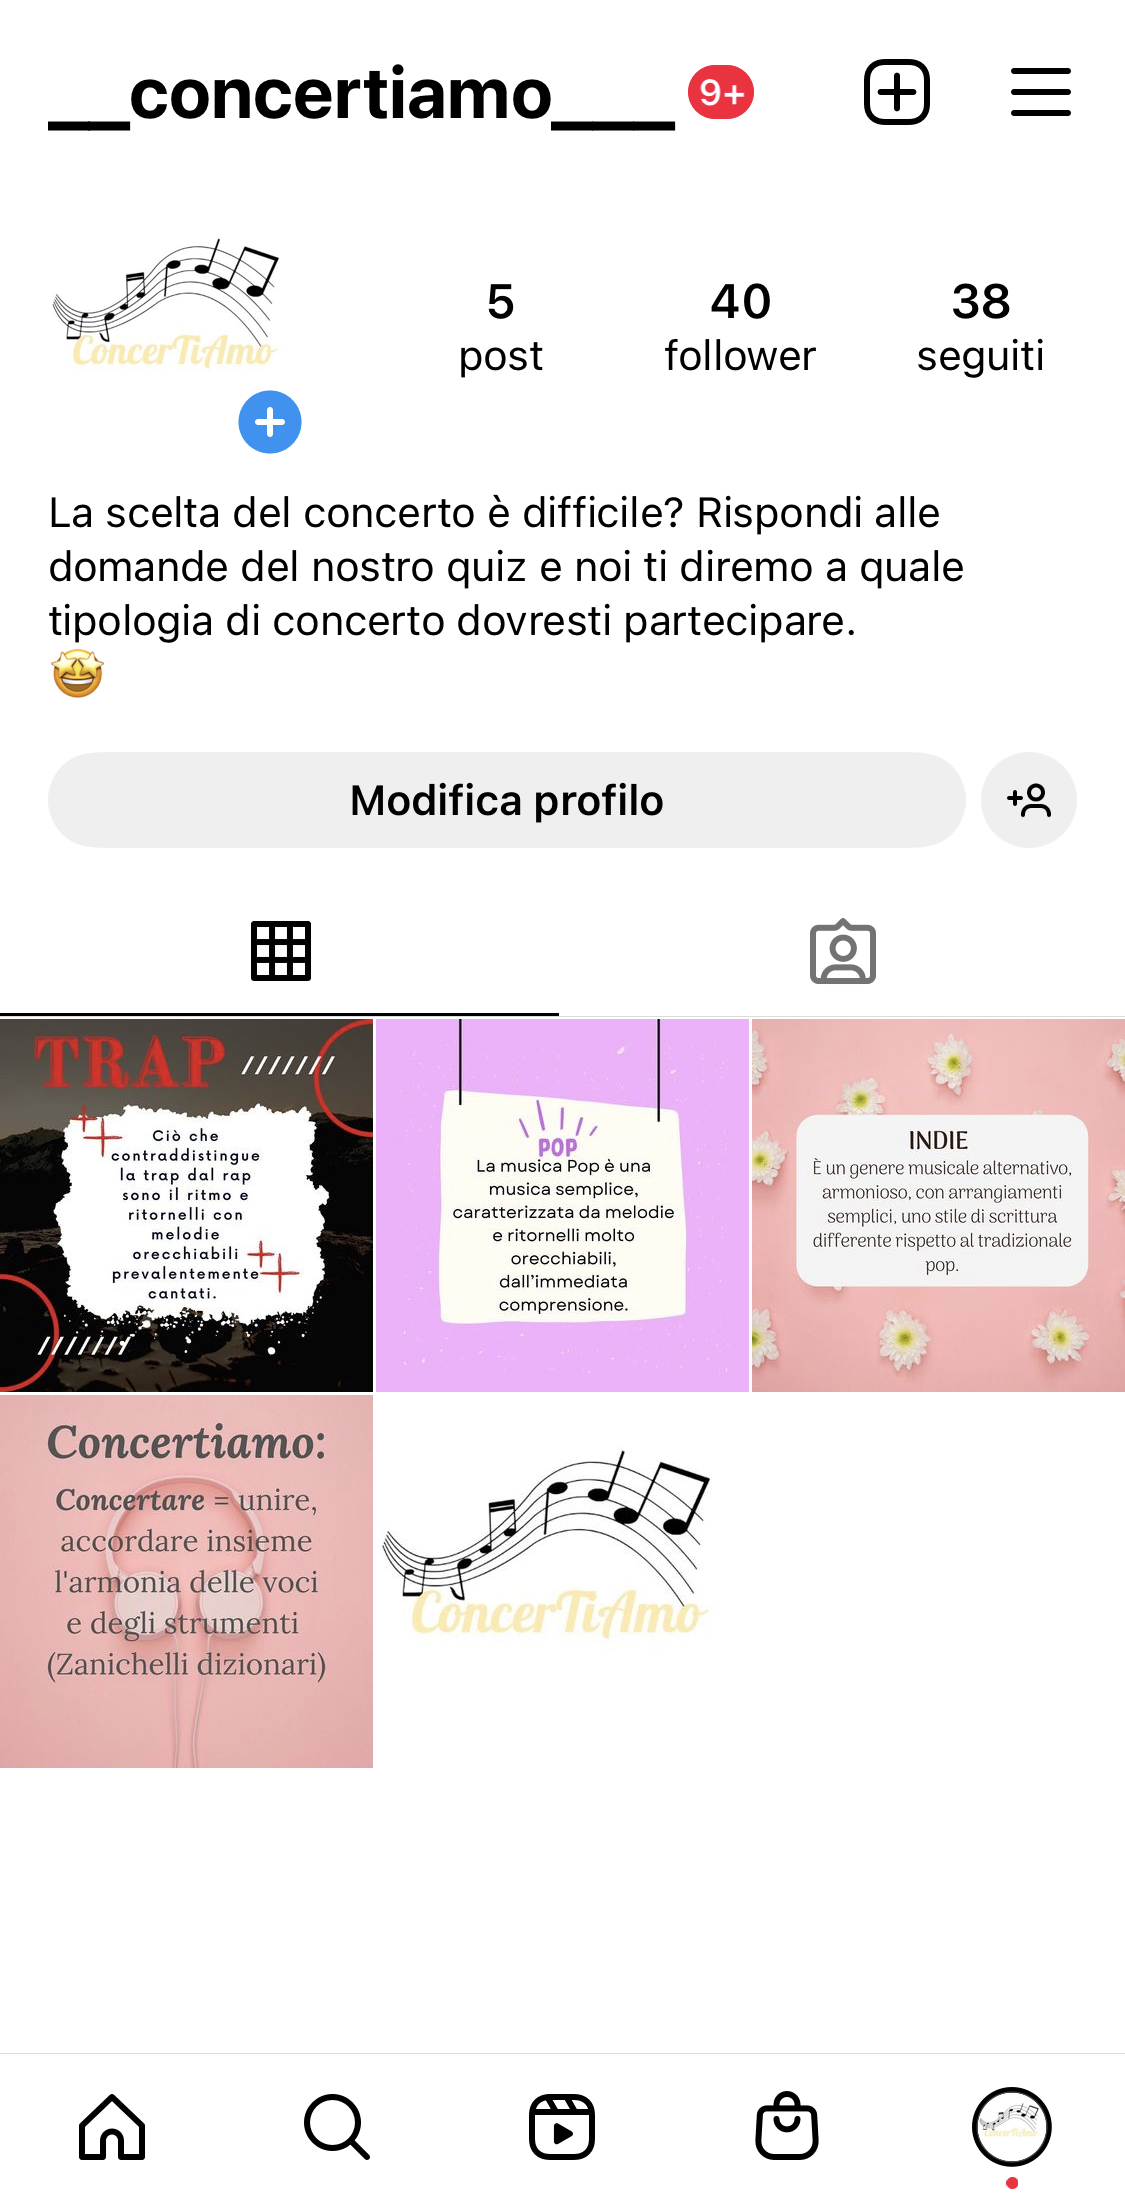 __concertiamo___ 9+
ConcerTiAmo
5
post
40
follower
38
seguiti
La scelta del concerto è difficile? Rispondi alle
domande del nostro quiz e noi ti diremo a quale
tipologia di concerto dovresti partecipare.
🤩
Modifica profilo
TRAP ///////
Ciò che
contraddistingue
la trap dal rap
sono il ritmo e
ritornelli con
melodie
orecchiabili
prevalentemente
cantati.
///////
POP
La musica Pop è una
musica semplice,
caratterizzata da melodie
e ritornelli molto
orecchiabili,
dall'immediata
comprensione.
INDIE
È un genere musicale alternativo,
armonioso, con arrangiamenti
semplici, uno stile di scrittura
differente rispetto al tradizionale
pop.
Concertiamo:
Concertare = unire,
accordare insieme
l'armonia delle voci
e degli strumenti
(Zanichelli dizionari)
ConcerTiAmo
ConcerTiAmo